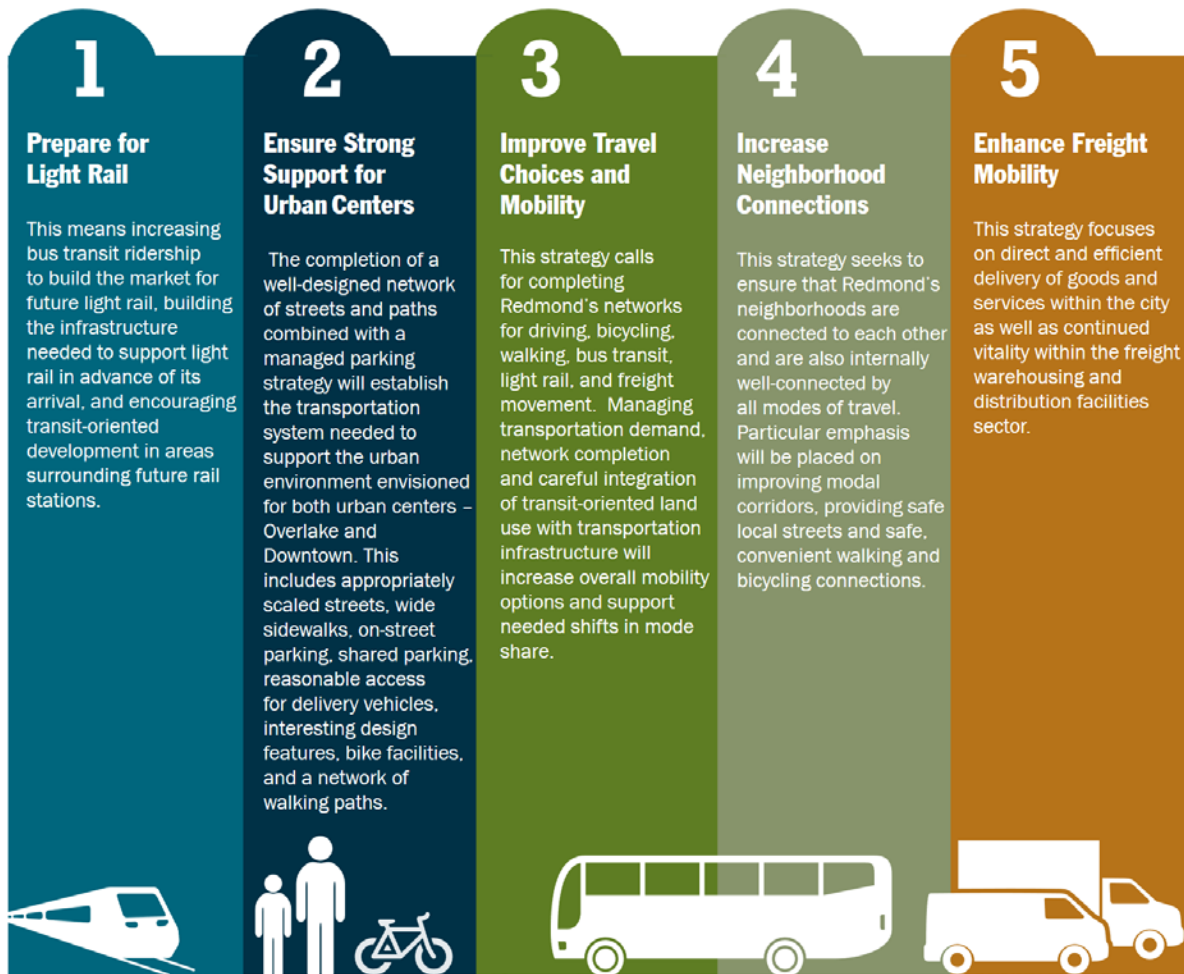 1
Prepare for
Light Rail
This means increasing
bus transit ridership
to build the market for
future light rail, building
the infrastructure
needed to support light
rail in advance of its
arrival, and encouraging
transit-oriented
development in areas
surrounding future rail
stations.
2
Ensure Strong
Support for
Urban Centers
The completion of a
well-designed network
of streets and paths
combined with a
managed parking
strategy will establish
the transportation
system needed to
support the urban
environment envisioned
for both urban centers –
Overlake and
Downtown. This
includes appropriately
scaled streets, wide
sidewalks, on-street
parking, shared parking,
reasonable access
for delivery vehicles,
interesting design
features, bike facilities,
and a network of
walking paths.
3
Improve Travel
Choices and
Mobility
This strategy calls
for completing
Redmond’s networks
for driving, bicycling,
walking, bus transit,
light rail, and freight
movement. Managing
transportation demand,
network completion
and careful integration
of transit-oriented land
use with transportation
infrastructure will
increase overall mobility
options and support
needed shifts in mode
share.
4
Increase
Neighborhood
Connections
This strategy seeks to
ensure that Redmond’s
neighborhoods are
connected to each other
and are also internally
well-connected by
all modes of travel.
Particular emphasis
will be placed on
improving modal
corridors, providing safe
local streets and safe,
convenient walking and
bicycling connections.
5
Enhance Freight
Mobility
This strategy focuses
on direct and efficient
delivery of goods and
services within the city
as well as continued
vitality within the freight
warehousing and
distribution facilities
sector.